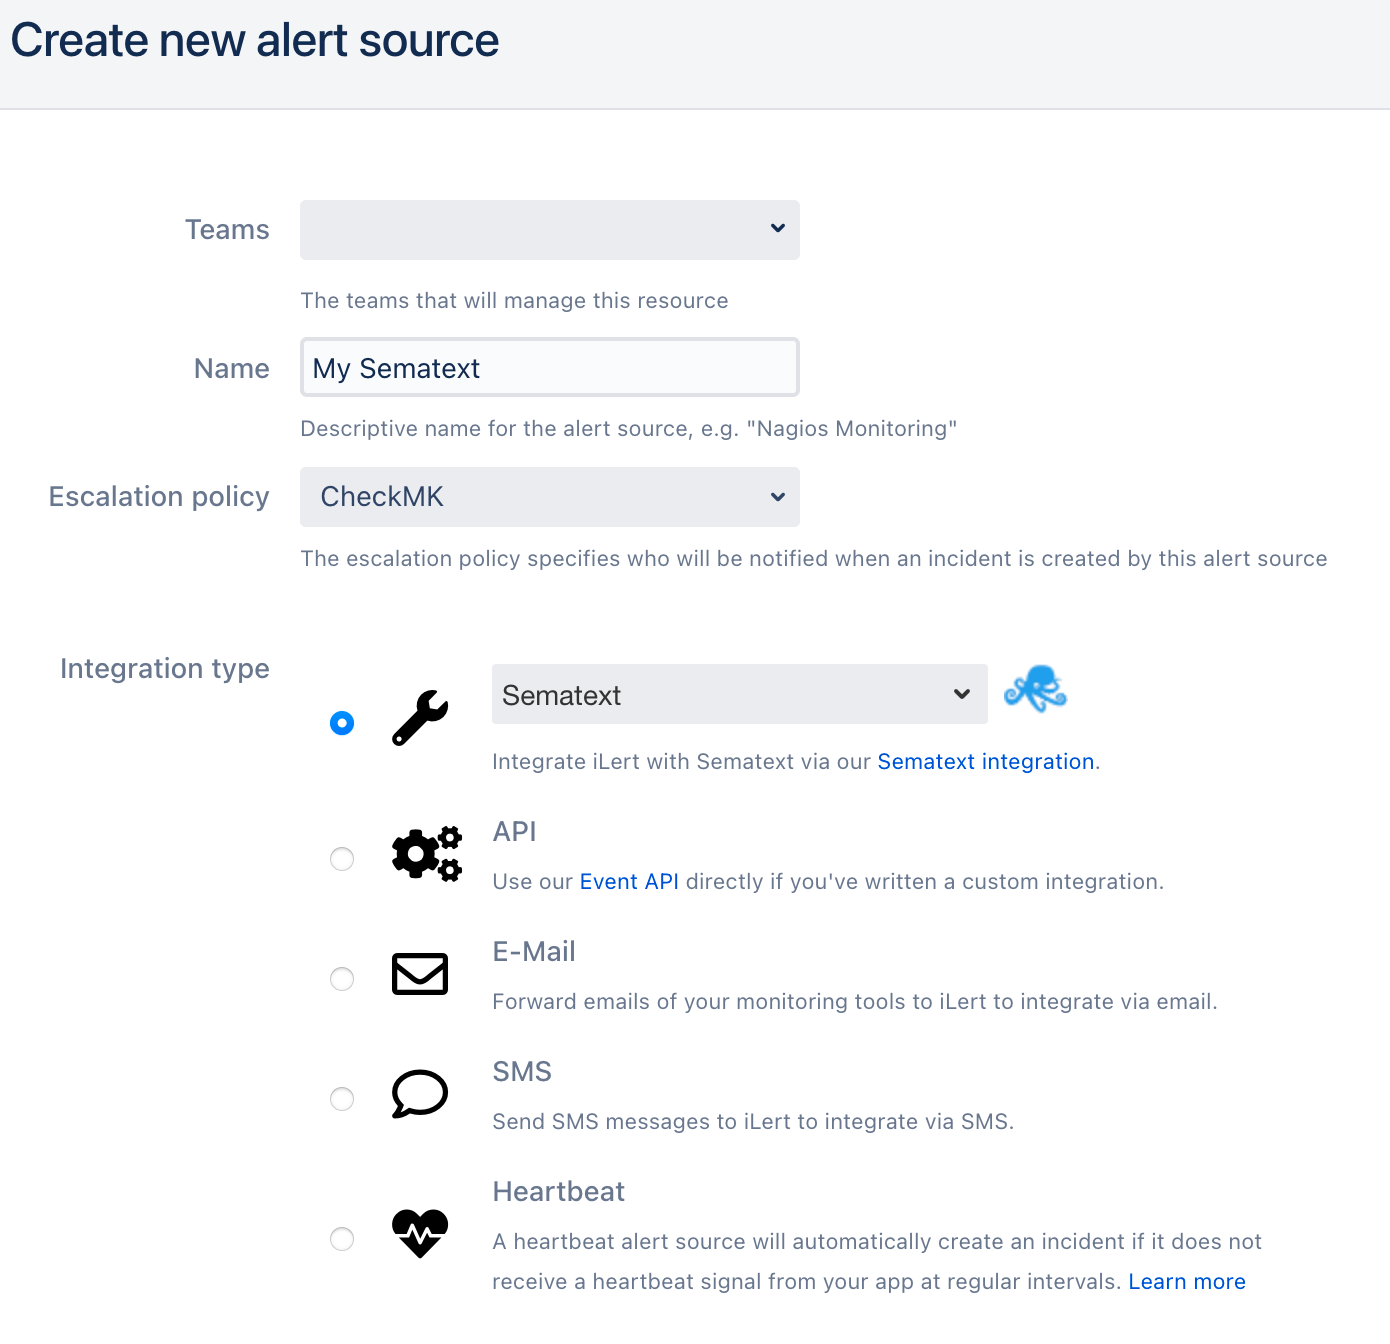 Create new alert source
Teams
The teams that will manage this resource
Name
My Sematext
Descriptive name for the alert source, e.g. "Nagios Monitoring"
Escalation policy
CheckMK
The escalation policy specifies who will be notified when an incident is created by this alert source
Integration type
Sematext
Integrate iLert with Sematext via our Sematext integration.
API
Use our Event API directly if you've written a custom integration.
E-Mail
Forward emails of your monitoring tools to iLert to integrate via email.
SMS
Send SMS messages to iLert to integrate via SMS.
Heartbeat
A heartbeat alert source will automatically create an incident if it does not
receive a heartbeat signal from your app at regular intervals. Learn more